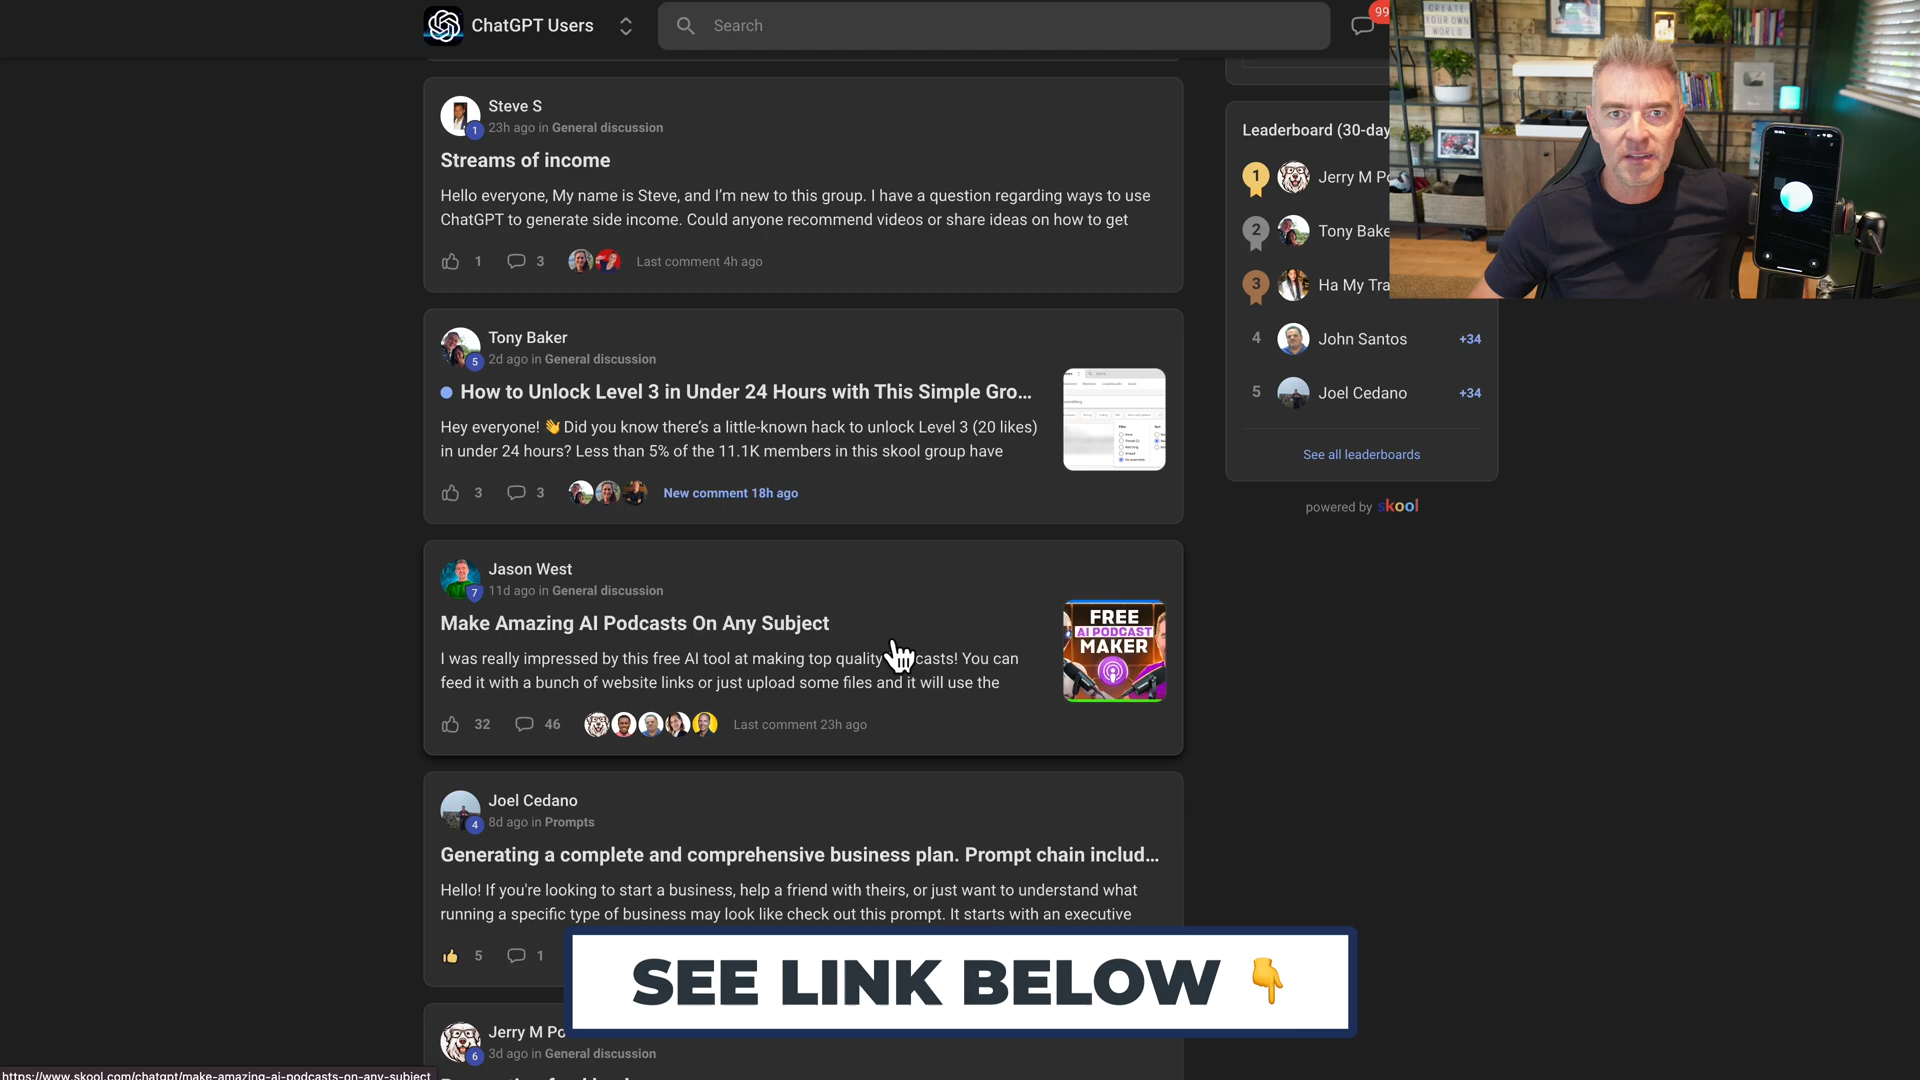 ChatGPT Users
Search
99
CREATE
YOUR OWN
WORLD
Steve S
1
23h ago in General discussion
Streams of income
Hello everyone, My name is Steve, and I'm new to this group. I have a question regarding ways to use
ChatGPT to generate side income. Could anyone recommend videos or share ideas on how to get
1
3
Last comment 4h ago
Tony Baker
5
2d ago in General discussion
How to Unlock Level 3 in Under 24 Hours with This Simple Gro...
Hey everyone! 👋 Did you know there's a little-known hack to unlock Level 3 (20 likes)
in under 24 hours? Less than 5% of the 11.1K members in this skool group have
3
3
New comment 18h ago
Jason West
7
11d ago in General discussion
Make Amazing AI Podcasts On Any Subject
I was really impressed by this free AI tool at making top quality casts! You can
feed it with a bunch of website links or just upload some files and it will use the
32
46
Last comment 23h ago
FREE
AI PODCAST
MAKER
Joel Cedano
4
8d ago in Prompts
Generating a complete and comprehensive business plan. Prompt chain includ...
Hello! If you're looking to start a business, help a friend with theirs, or just want to understand what
running a specific type of business may look like check out this prompt. It starts with an executive
5
1
SEE LINK BELOW 👇
Jerry M Po
6
3d ago in General discussion
Leaderboard (30-day
1
Jerry M Po
2
Tony Bake
3
Ha My Tra
4
John Santos
+34
5
Joel Cedano
+34
See all leaderboards
powered by skool
https://www.skool.com/chatgpt/make-amazing-ai-podcasts-on-any-subject